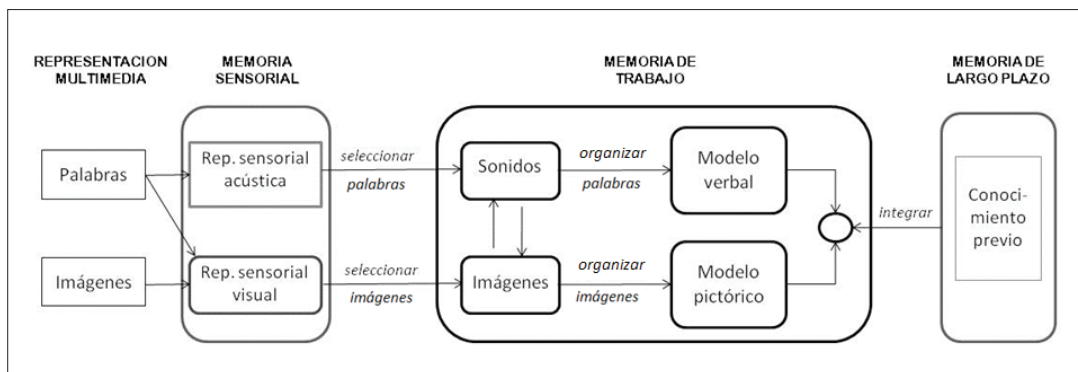 REPRESENTACION
MULTIMEDIA
MEMORIA
SENSORIAL
MEMORIA DE
TRABAJO
MEMORIA DE
LARGO PLAZO
Palabras
Rep. sensorial
acústica
seleccionar
palabras
Sonidos
organizar
palabras
Modelo
verbal
integrar
Conoci-
miento
previo
Imágenes
Rep. sensorial
visual
seleccionar
imágenes
Imágenes
organizar
imágenes
Modelo
pictórico